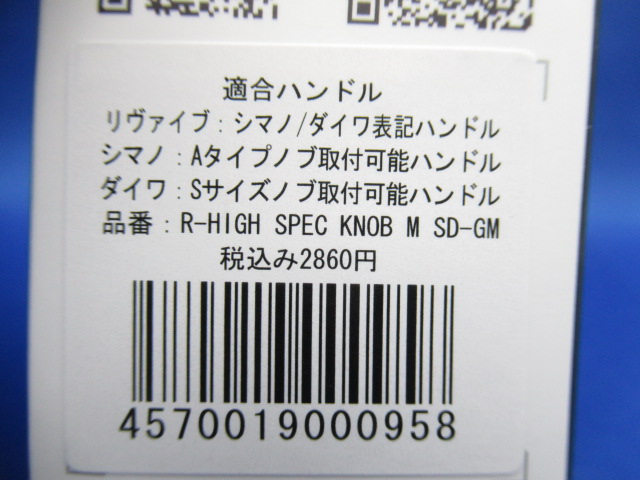 適合ハンドル
リヴァイブ：シマノ/ダイワ表記ハンドル
シマノ：Aタイプノブ取付可能ハンドル
ダイワ：Sサイズノブ取付可能ハンドル
品番：R-HIGH SPEC KNOB M SD-GM
税込み2860円
4570019000958